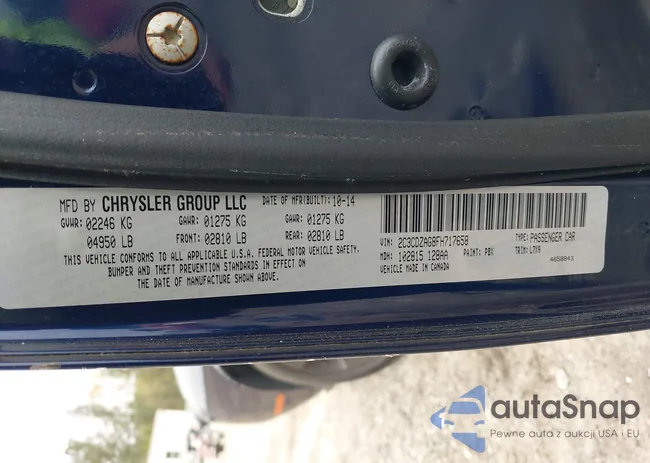 MFD BY CHRYSLER GROUP LLC DATE OF MFR(BUILT): 10-14
GVWR: 02246 KG GAWR: 01275 KG GAWR: 01275 KG
04950 LB FRONT: 02810 LB REAR: 02810 LB
THIS VEHICLE CONFORMS TO ALL APPLICABLE U.S.A. FEDERAL MOTOR VEHICLE SAFETY,
BUMPER AND THEFT PREVENTION STANDARDS IN EFFECT ON
THE DATE OF MANUFACTURE SHOWN ABOVE.
VIN: 2C3CDZAG8FH717658 TYPE: PASSENGER CAR
MDH: 102815 128AA PAINT: PBX TRIM: L7X9
VEHICLE MADE IN CANADA 4658843
autaSnap
Pewne auta z aukcji USA i EU